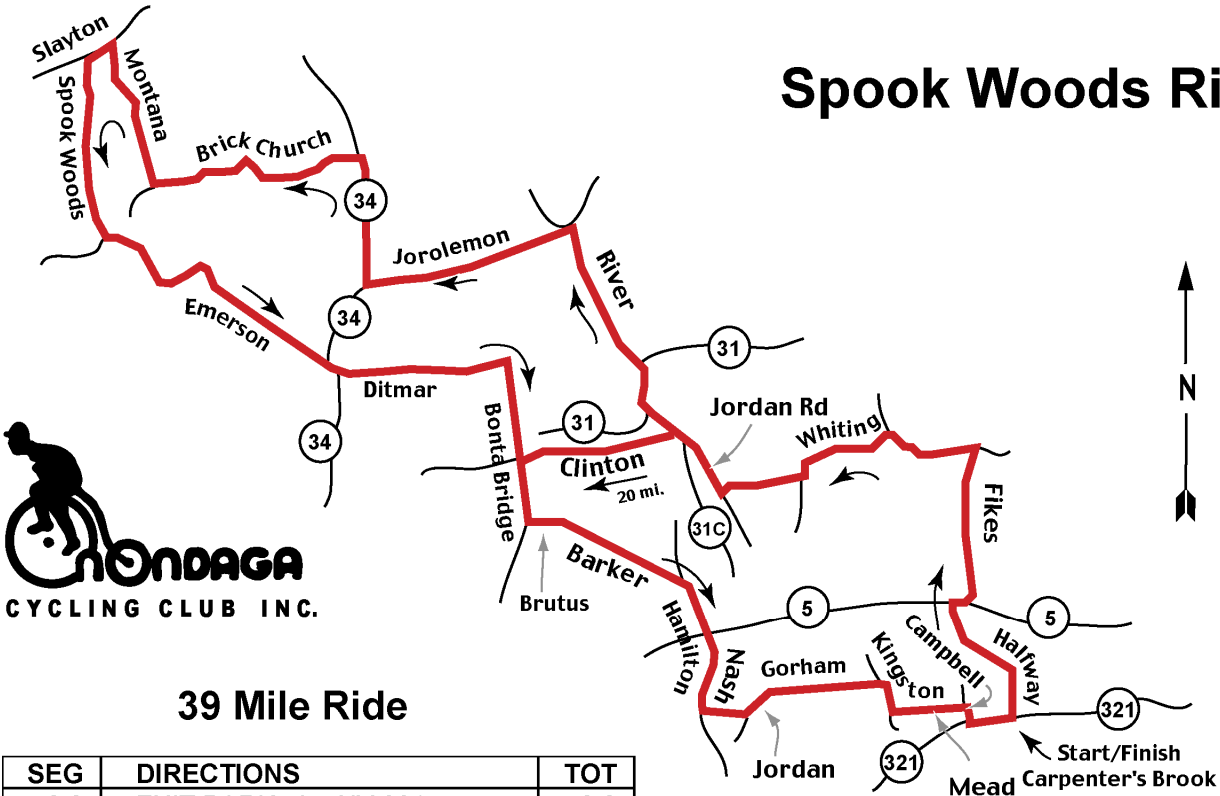 Spook Woods Ri
Slayton
Montana
Spook Woods
Brick Church
34
Jorolemon
River
34
Emerson
31
Ditmar
34
31
Jordan Rd
Whiting
Bonta Bridge
Clinton
20 mi.
31C
Fikes
N
Barker
Brutus
5
5
Hamilton
Nash
Gorham
Kingston
Campbell
Halfway
321
321
Jordan
Mead
Start/Finish
Carpenter's Brook
OnOnDAGA
CYCLING CLUB INC.
39 Mile Ride
SEG DIRECTIONS TOT